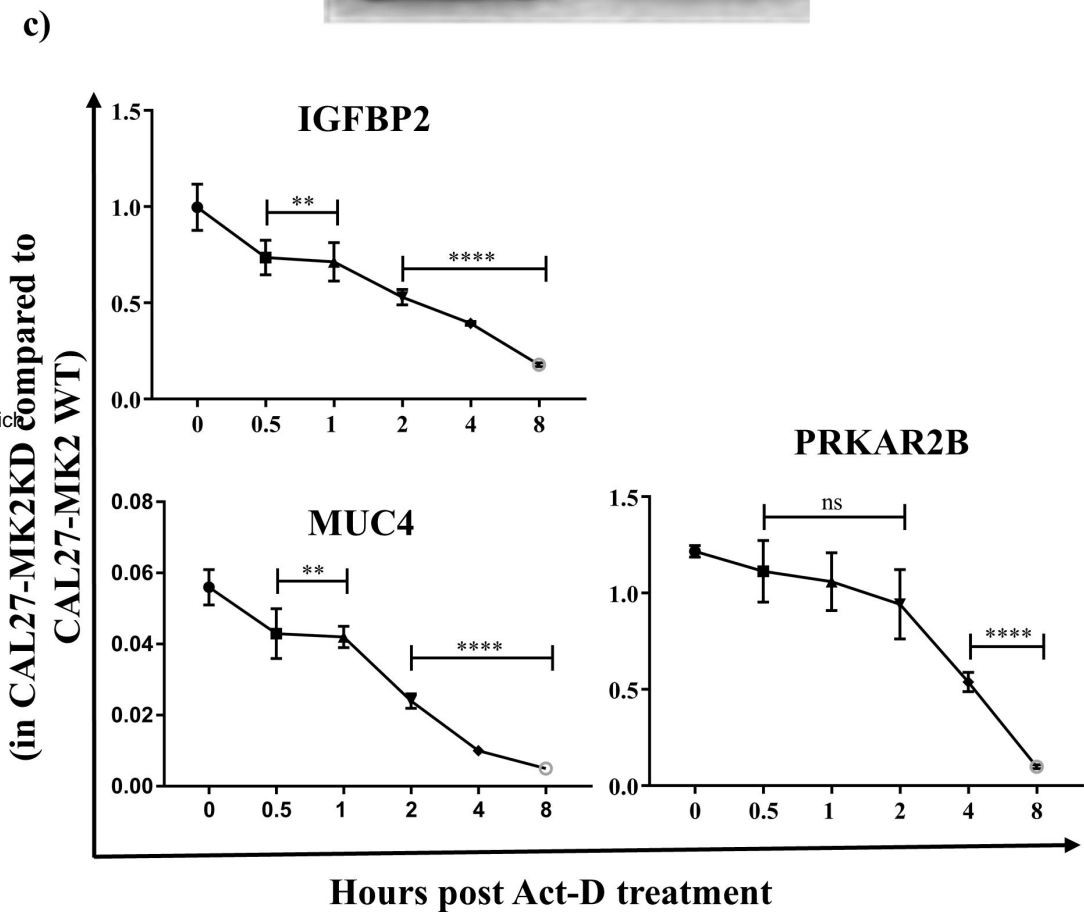 c)
IGFBP2
1.5
1.0
0.5
0.0
**
****
0 0.5 1 2 4 8
(in CAL27-MK2KD compared to
CAL27-MK2 WT)
ich
MUC4
0.08
0.06
0.04
0.02
0.00
**
****
0 0.5 1 2 4 8
PRKAR2B
1.5
1.0
0.5
0.0
ns
****
0 0.5 1 2 4 8
Hours post Act-D treatment